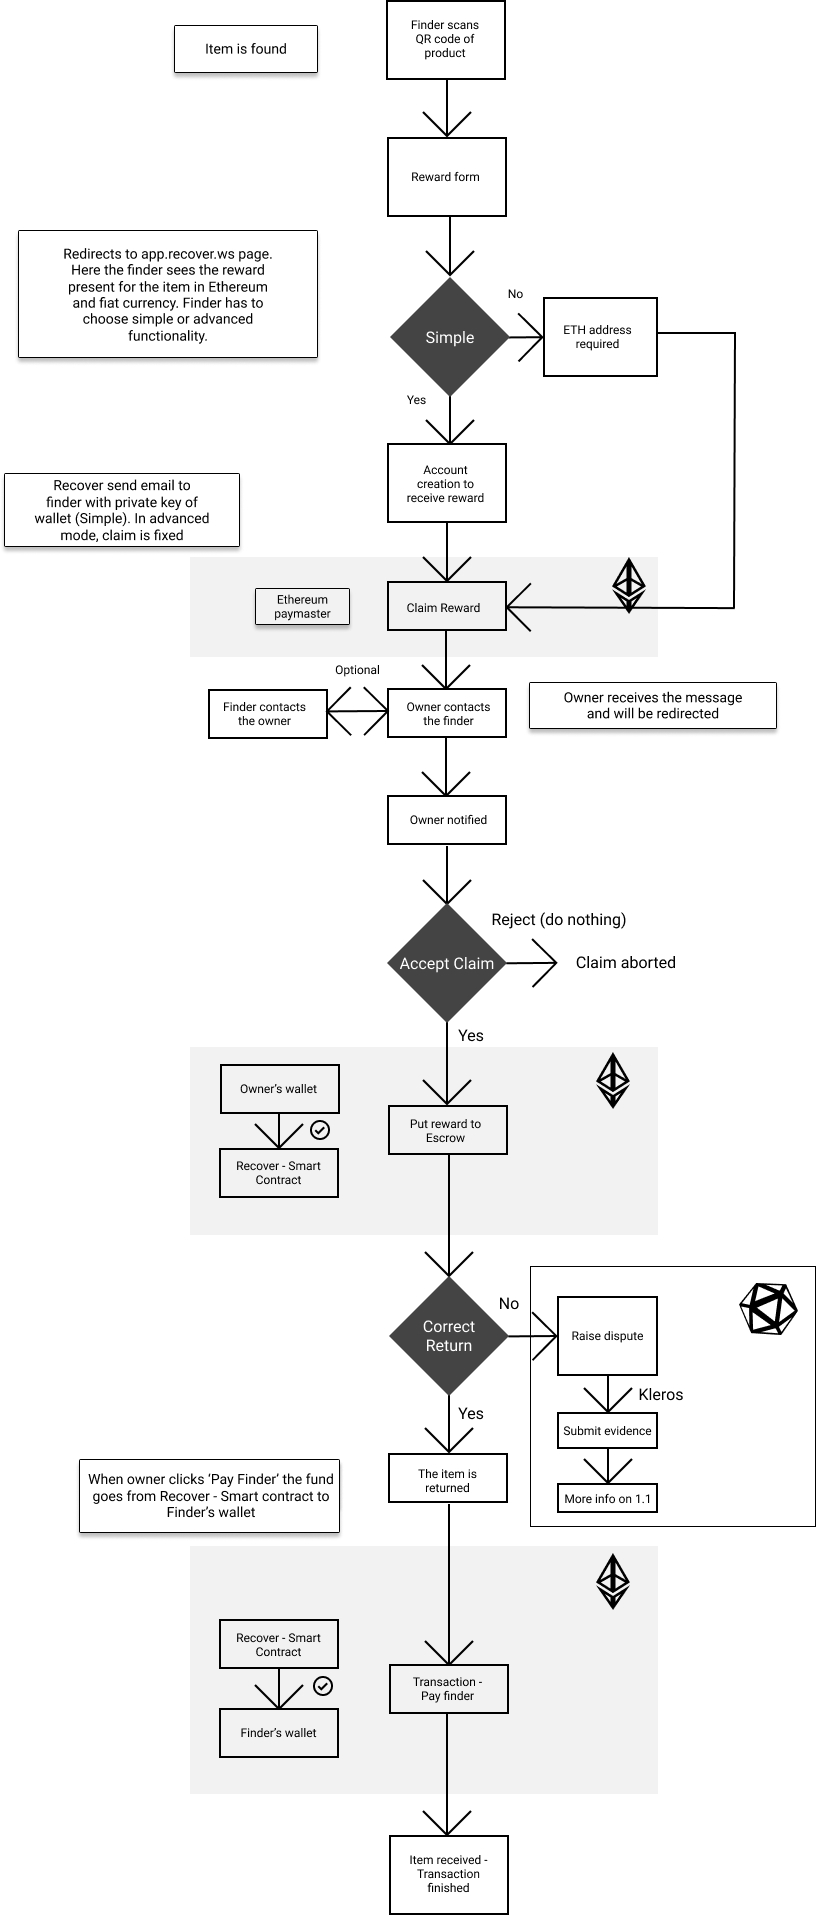 Finder scans
QR code of
product
Item is found
Reward form
Redirects to app.recover.ws page.
Here the finder sees the reward
present for the item in Ethereum
and fiat currency. Finder has to
choose simple or advanced
functionality.
Simple
No
ETH address
required
Yes
Account
creation to
receive reward
Recover send email to
finder with private key of
wallet (Simple). In advanced
mode, claim is fixed
Ethereum
paymaster
Claim Reward
Optional
Finder contacts
the owner
Owner contacts
the finder
Owner receives the message
and will be redirected
Owner notified
Accept Claim
Reject (do nothing)
Claim aborted
Yes
Owner's wallet
Recover - Smart
Contract
Put reward to
Escrow
Correct
Return
No
Raise dispute
Kleros
Submit evidence
More info on 1.1
Yes
The item is
returned
When owner clicks ‘Pay Finder’ the fund
goes from Recover - Smart contract to
Finder’s wallet
Recover - Smart
Contract
Finder’s wallet
Transaction -
Pay finder
Item received -
Transaction
finished